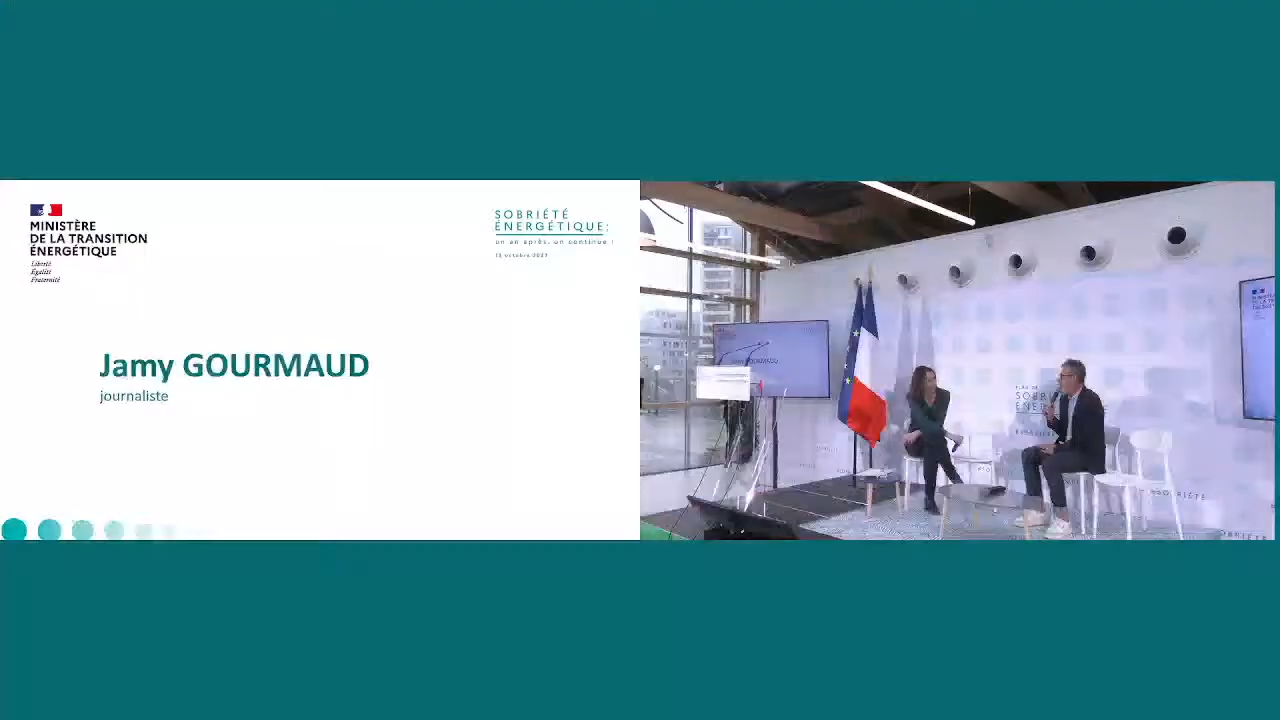 MINISTÈRE
DE LA TRANSITION
ÉNERGÉTIQUE
Liberté
Égalité
Fraternité
SOBRIÉTÉ
ÉNERGÉTIQUE:
un an après, on continue !
Jamy GOURMAUD
journaliste